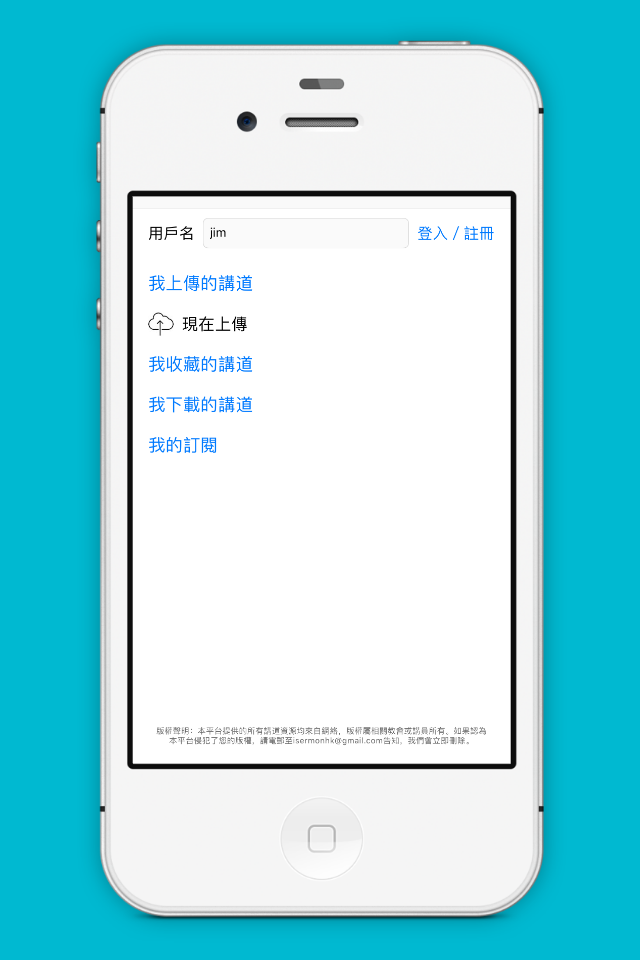 用戶名 jim 登入 / 註冊
我上傳的講道
現在上傳
我收藏的講道
我下載的講道
我的訂閱
版權聲明：本平台提供的所有講道資源均來自網絡，版權屬相關教會或講員所有、如果認為
本平台侵犯了您的版權，請電郵至isermonhk@gmail.com告知，我們會立即刪除。